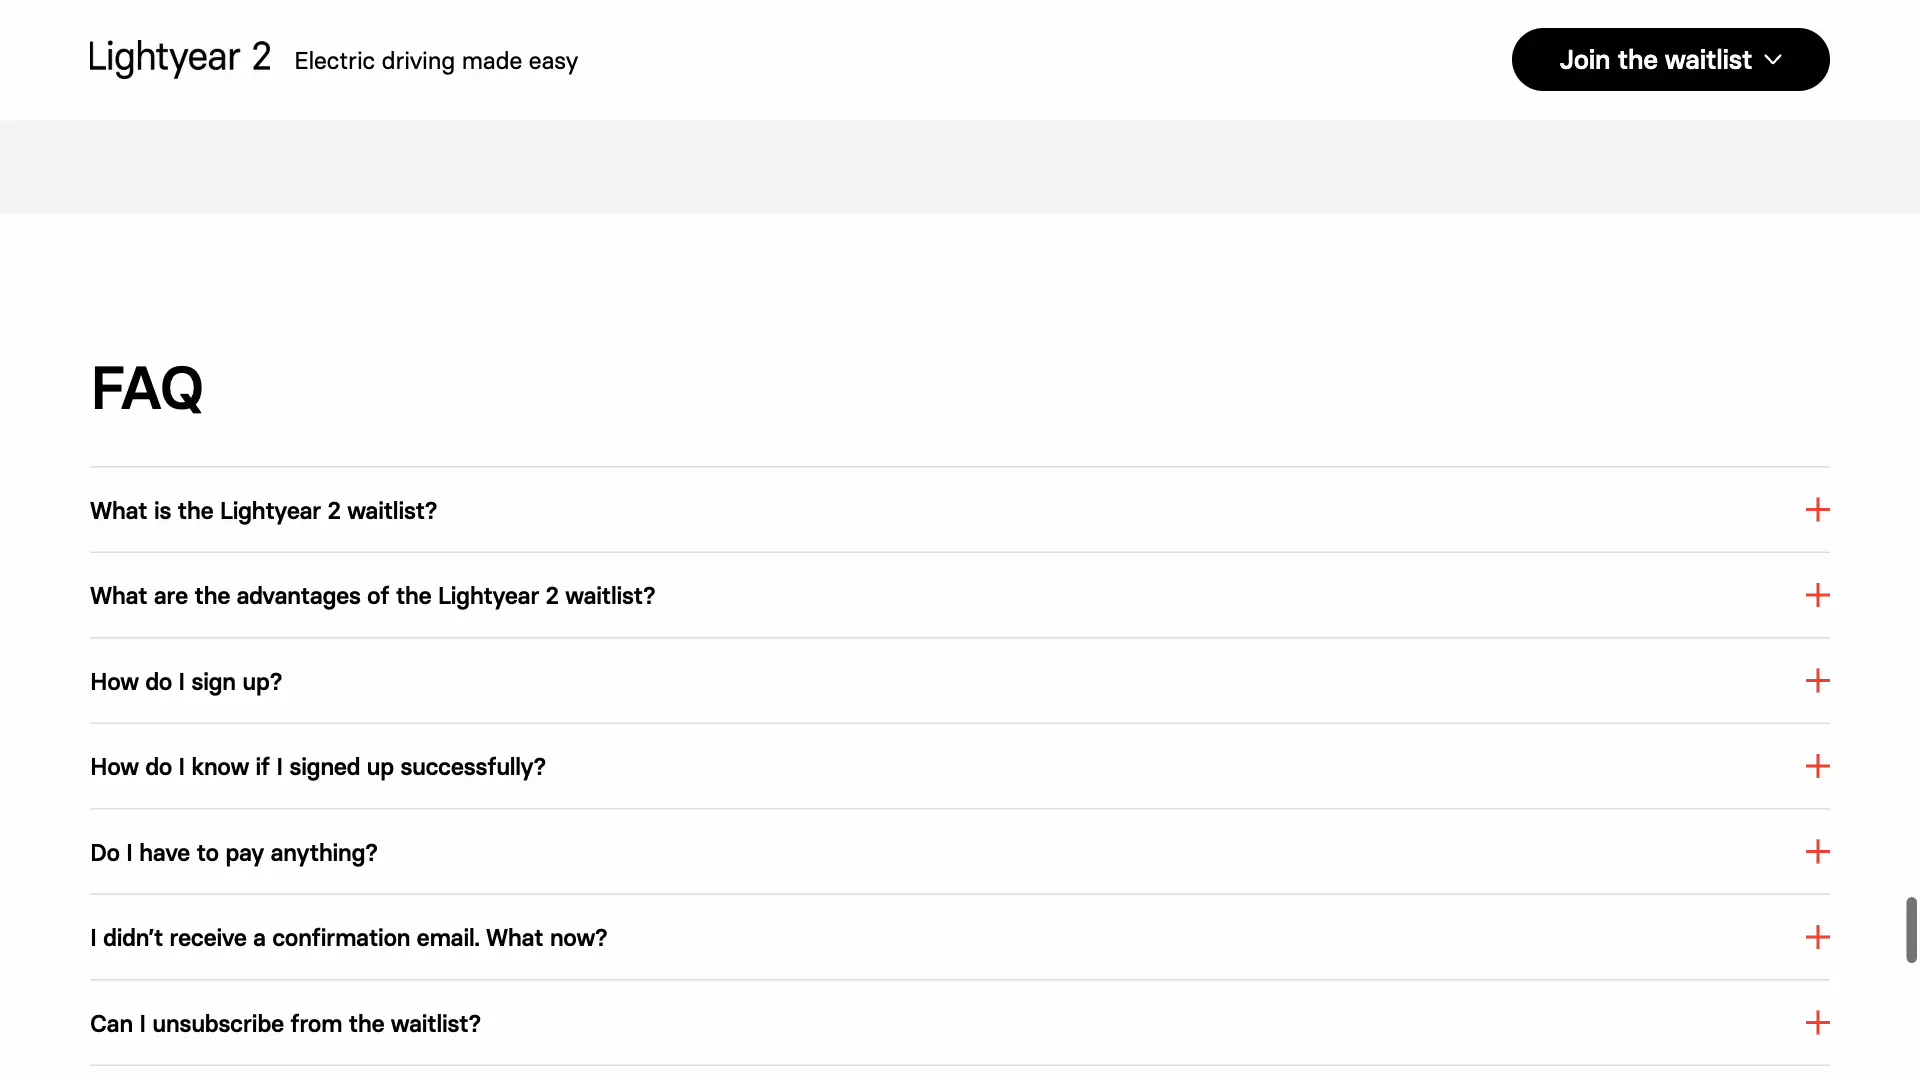 Lightyear 2 Electric driving made easy
Join the waitlist
FAQ
What is the Lightyear 2 waitlist?
What are the advantages of the Lightyear 2 waitlist?
How do I sign up?
How do I know if I signed up successfully?
Do I have to pay anything?
I didn’t receive a confirmation email. What now?
Can I unsubscribe from the waitlist?